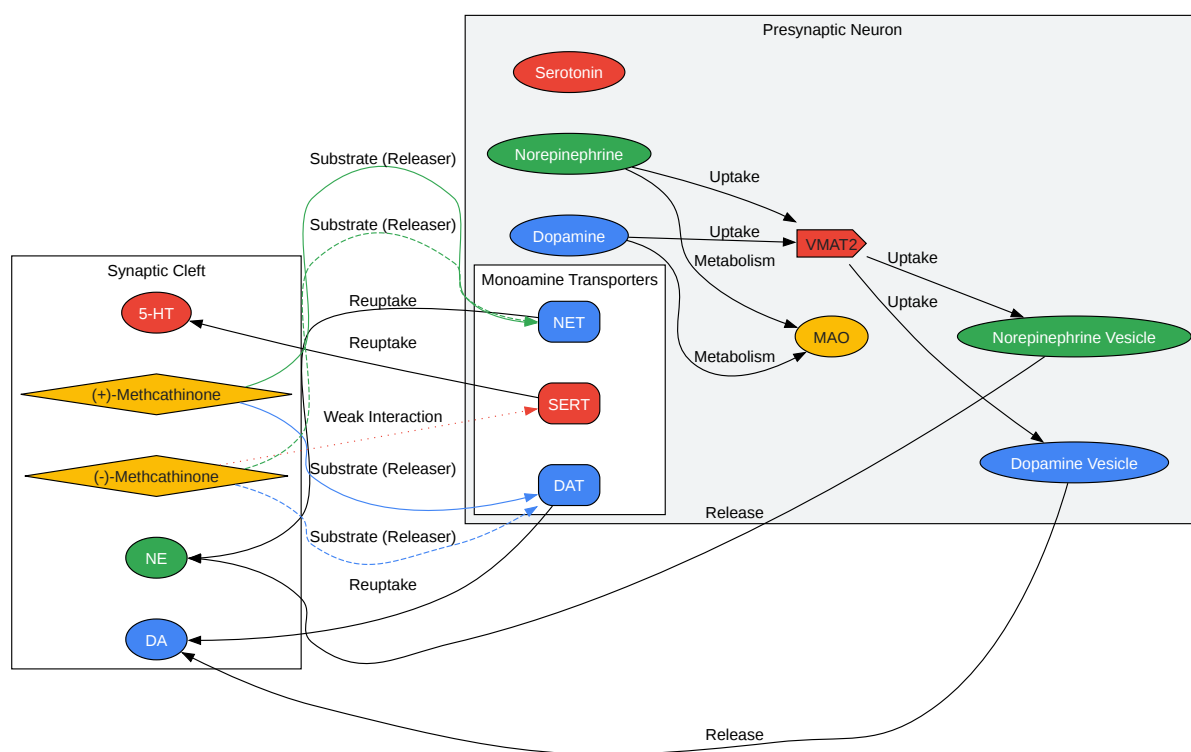 Presynaptic Neuron
Serotonin
Substrate (Releaser)
Norepinephrine
Uptake
Substrate (Releaser)
Dopamine
Uptake
VMAT2
Uptake
Metabolism
Synaptic Cleft
Monoamine Transporters
5-HT
Reuptake
NET
Uptake
MAO
Norepinephrine Vesicle
Reuptake
Metabolism
(+)-Methcathinone
SERT
Weak Interaction
(-)-Methcathinone
Substrate (Releaser)
DAT
Dopamine Vesicle
Release
Substrate (Releaser)
NE
Reuptake
DA
Release